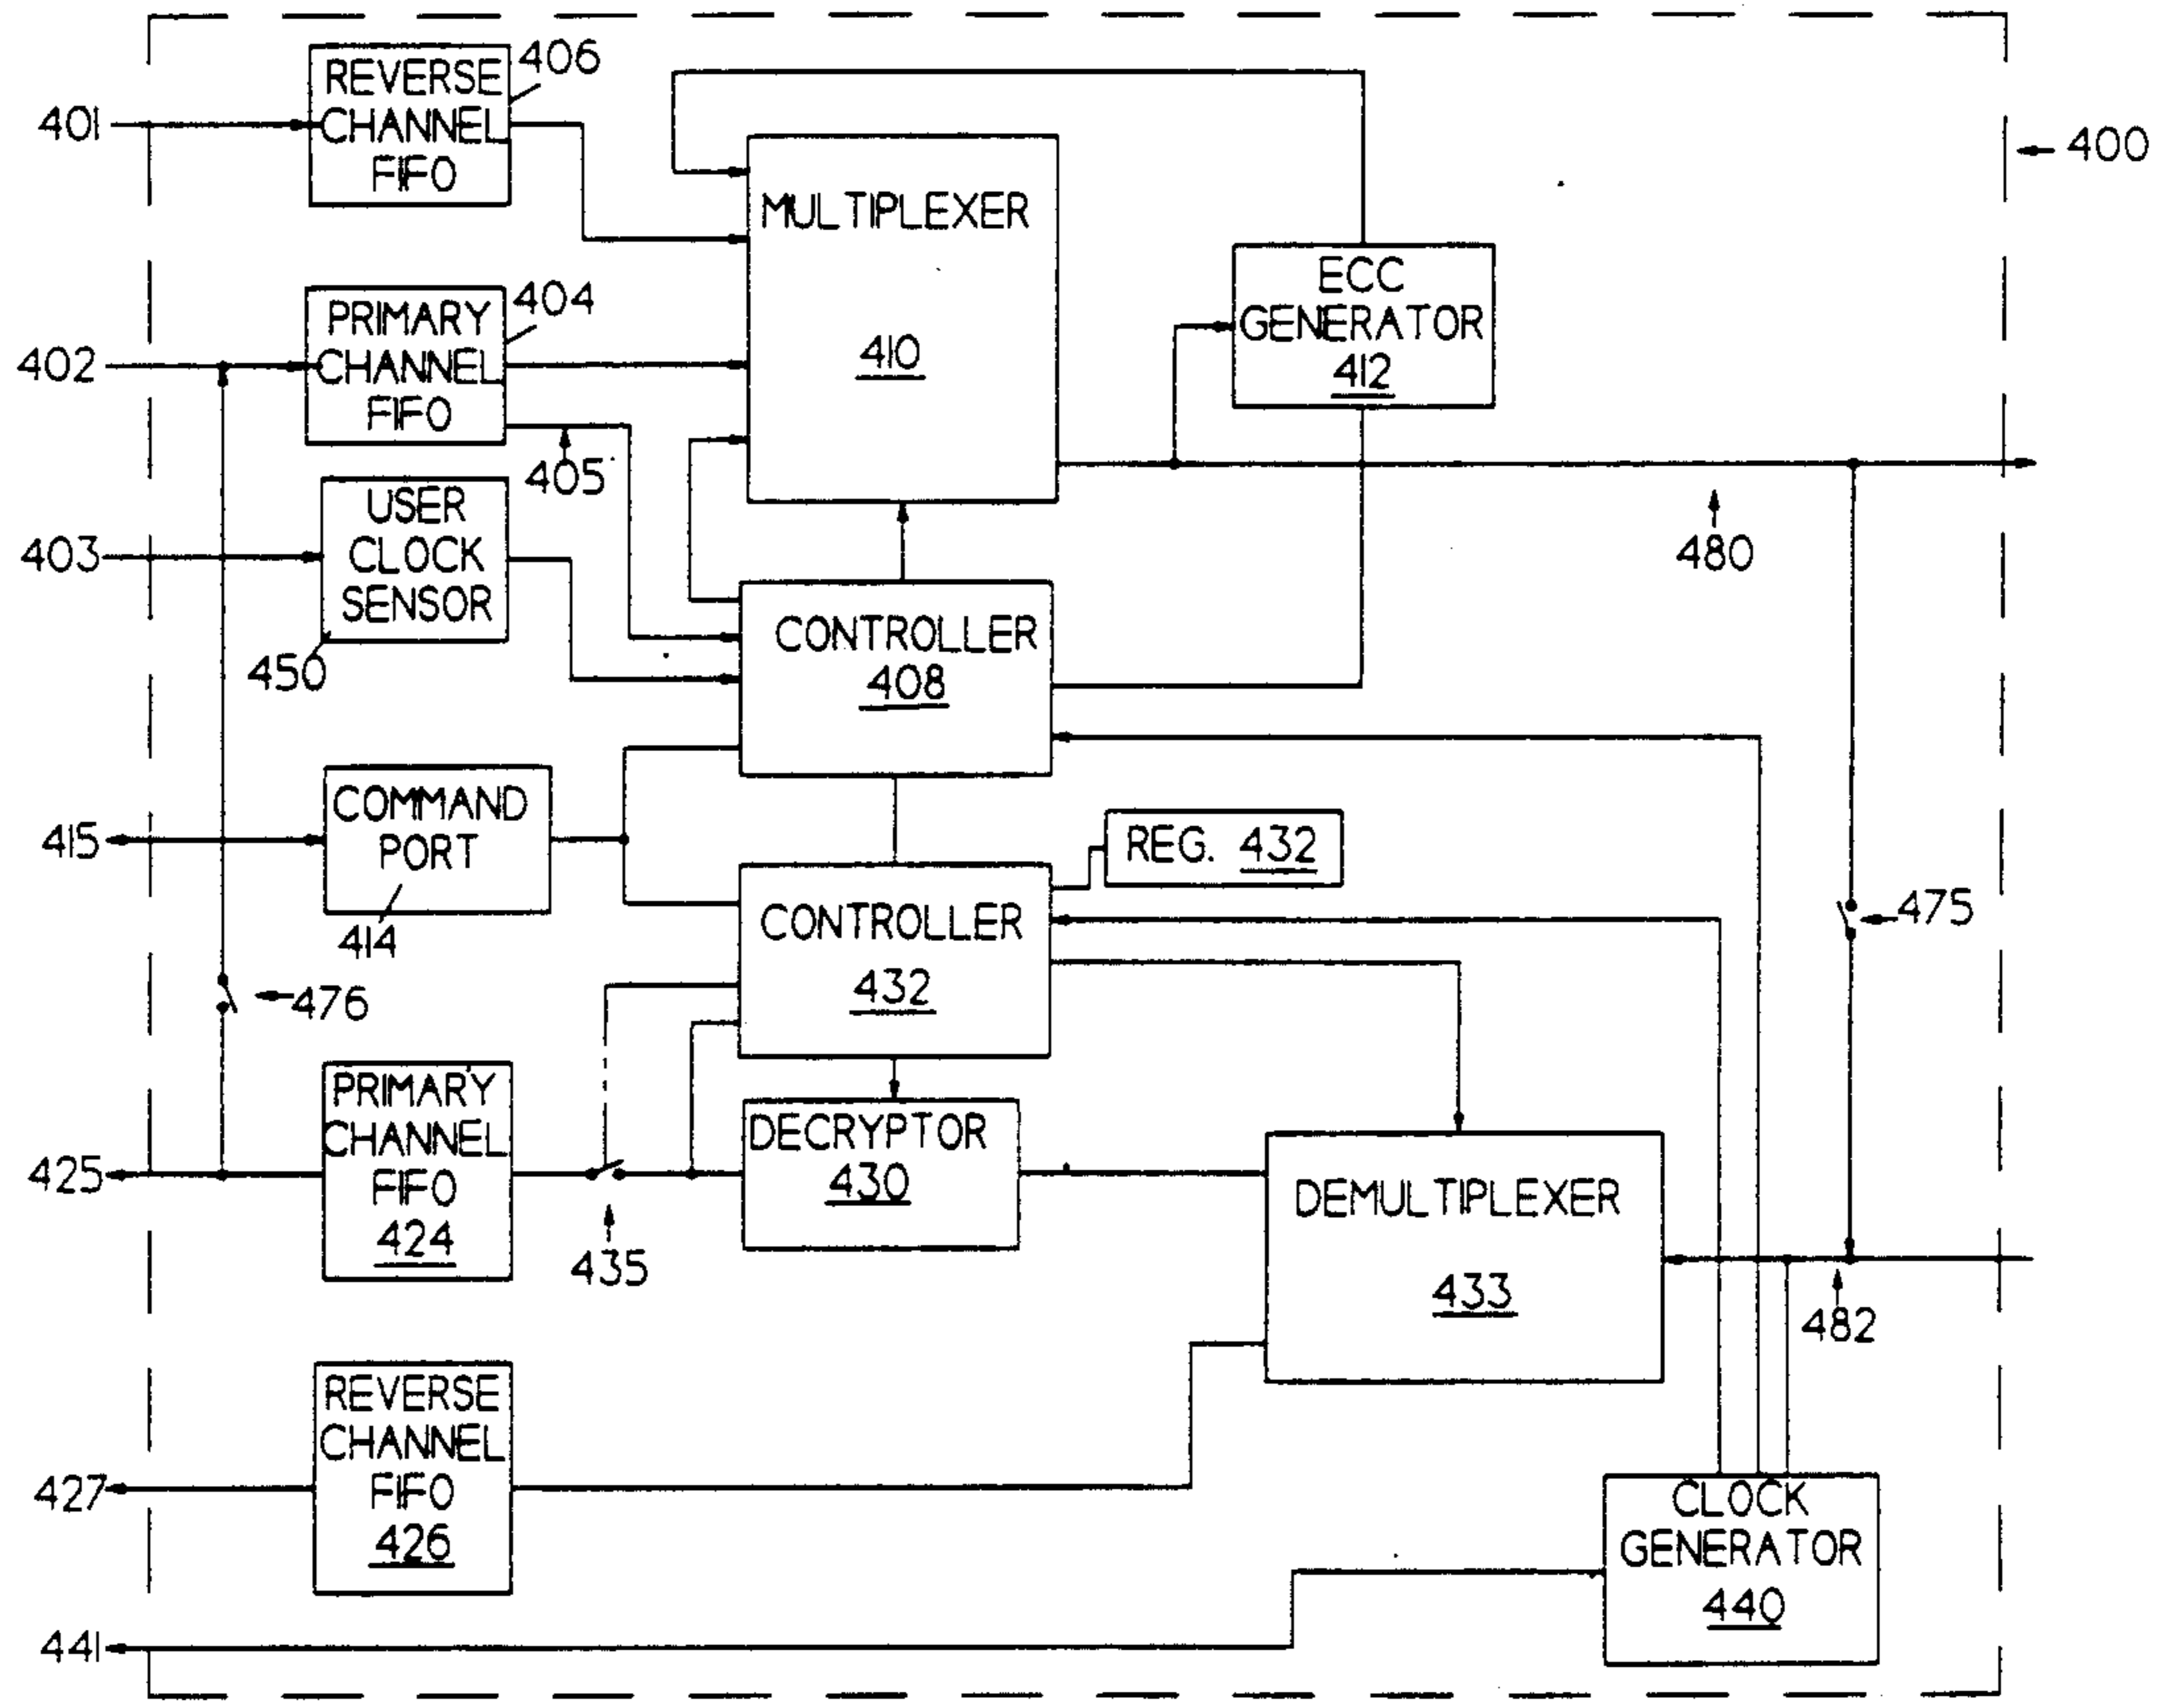 REVERSE
CHANNEL
FIFO
406
401
400
MULTIPLEXER
410
ECC
GENERATOR
412
PRIMARY
CHANNEL
FIFO
404
402
405
USER
CLOCK
SENSOR
403
450
480
CONTROLLER
408
COMMAND
PORT
415
414
REG. 432
CONTROLLER
432
475
476
PRIMARY
CHANNEL
FIFO
424
425
435
DECRYPTOR
430
DEMULTIPLEXER
433
482
REVERSE
CHANNEL
FIFO
426
427
CLOCK
GENERATOR
440
441